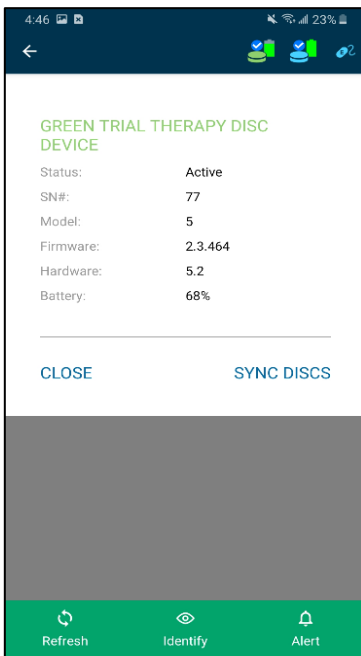 4:46 23%
2
GREEN TRIAL THERAPY DISC
DEVICE
Status: Active
SN#: 77
Model: 5
Firmware: 2.3.464
Hardware: 5.2
Battery: 68%
CLOSE SYNC DISCS
Refresh Identify Alert